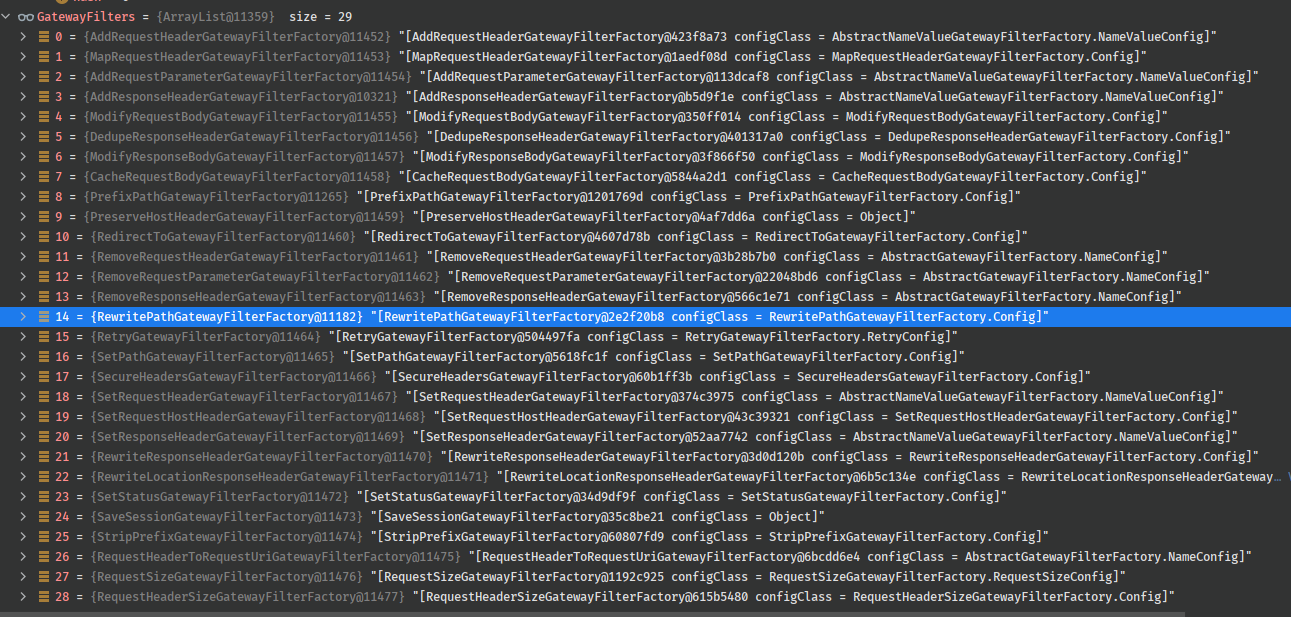 GatewayFilters = {ArrayList@11359} size = 29
0 = {AddRequestHeaderGatewayFilterFactory@11452} "[AddRequestHeaderGatewayFilterFactory@423f8a73 configClass = AbstractNameValueGatewayFilterFactory.NameValueConfig]"
1 = {MapRequestHeaderGatewayFilterFactory@11453} "[MapRequestHeaderGatewayFilterFactory@1aedf08d configClass = MapRequestHeaderGatewayFilterFactory.Config]"
2 = {AddRequestParameterGatewayFilterFactory@11454} "[AddRequestParameterGatewayFilterFactory@113dcaf8 configClass = AbstractNameValueGatewayFilterFactory.NameValueConfig]"
3 = {AddResponseHeaderGatewayFilterFactory@10321} "[AddResponseHeaderGatewayFilterFactory@b5d9f1e configClass = AbstractNameValueGatewayFilterFactory.NameValueConfig]"
4 = {ModifyRequestBodyGatewayFilterFactory@11455} "[ModifyRequestBodyGatewayFilterFactory@350ff014 configClass = ModifyRequestBodyGatewayFilterFactory.Config]"
5 = {DedupeResponseHeaderGatewayFilterFactory@11456} "[DedupeResponseHeaderGatewayFilterFactory@401317a0 configClass = DedupeResponseHeaderGatewayFilterFactory.Config]"
6 = {ModifyResponseBodyGatewayFilterFactory@11457} "[ModifyResponseBodyGatewayFilterFactory@3f866f50 configClass = ModifyResponseBodyGatewayFilterFactory.Config]"
7 = {CacheRequestBodyGatewayFilterFactory@11458} "[CacheRequestBodyGatewayFilterFactory@5844a2d1 configClass = CacheRequestBodyGatewayFilterFactory.Config]"
8 = {PrefixPathGatewayFilterFactory@11265} "[PrefixPathGatewayFilterFactory@1201769d configClass = PrefixPathGatewayFilterFactory.Config]"
9 = {PreserveHostHeaderGatewayFilterFactory@11459} "[PreserveHostHeaderGatewayFilterFactory@4af7dd6a configClass = Object]"
10 = {RedirectToGatewayFilterFactory@11460} "[RedirectToGatewayFilterFactory@4607d78b configClass = RedirectToGatewayFilterFactory.Config]"
11 = {RemoveRequestHeaderGatewayFilterFactory@11461} "[RemoveRequestHeaderGatewayFilterFactory@3b28b7b0 configClass = AbstractGatewayFilterFactory.NameConfig]"
12 = {RemoveRequestParameterGatewayFilterFactory@11462} "[RemoveRequestParameterGatewayFilterFactory@22048bd6 configClass = AbstractGatewayFilterFactory.NameConfig]"
13 = {RemoveResponseHeaderGatewayFilterFactory@11463} "[RemoveResponseHeaderGatewayFilterFactory@566c1e71 configClass = AbstractGatewayFilterFactory.NameConfig]"
14 = {RewritePathGatewayFilterFactory@11182} "[RewritePathGatewayFilterFactory@2e2f20b8 configClass = RewritePathGatewayFilterFactory.Config]"
15 = {RetryGatewayFilterFactory@11464} "[RetryGatewayFilterFactory@504497fa configClass = RetryGatewayFilterFactory.RetryConfig]"
16 = {SetPathGatewayFilterFactory@11465} "[SetPathGatewayFilterFactory@5618fc1f configClass = SetPathGatewayFilterFactory.Config]"
17 = {SecureHeadersGatewayFilterFactory@11466} "[SecureHeadersGatewayFilterFactory@60b1ff3b configClass = SecureHeadersGatewayFilterFactory.Config]"
18 = {SetRequestHeaderGatewayFilterFactory@11467} "[SetRequestHeaderGatewayFilterFactory@374c3975 configClass = AbstractNameValueGatewayFilterFactory.NameValueConfig]"
19 = {SetRequestHostHeaderGatewayFilterFactory@11468} "[SetRequestHostHeaderGatewayFilterFactory@43c39321 configClass = SetRequestHostHeaderGatewayFilterFactory.Config]"
20 = {SetResponseHeaderGatewayFilterFactory@11469} "[SetResponseHeaderGatewayFilterFactory@52aa7742 configClass = AbstractNameValueGatewayFilterFactory.NameValueConfig]"
21 = {RewriteResponseHeaderGatewayFilterFactory@11470} "[RewriteResponseHeaderGatewayFilterFactory@3d0d120b configClass = RewriteResponseHeaderGatewayFilterFactory.Config]"
22 = {RewriteLocationResponseHeaderGatewayFilterFactory@11471} "[RewriteLocationResponseHeaderGatewayFilterFactory@6b5c134e configClass = RewriteLocationResponseHeaderGateway...
23 = {SetStatusGatewayFilterFactory@11472} "[SetStatusGatewayFilterFactory@34d9df9f configClass = SetStatusGatewayFilterFactory.Config]"
24 = {SaveSessionGatewayFilterFactory@11473} "[SaveSessionGatewayFilterFactory@35c8be21 configClass = Object]"
25 = {StripPrefixGatewayFilterFactory@11474} "[StripPrefixGatewayFilterFactory@60807fd9 configClass = StripPrefixGatewayFilterFactory.Config]"
26 = {RequestHeaderToRequestUriGatewayFilterFactory@11475} "[RequestHeaderToRequestUriGatewayFilterFactory@6bcdd6e4 configClass = AbstractGatewayFilterFactory.NameConfig]"
27 = {RequestSizeGatewayFilterFactory@11476} "[RequestSizeGatewayFilterFactory@1192c925 configClass = RequestSizeGatewayFilterFactory.RequestSizeConfig]"
28 = {RequestHeaderSizeGatewayFilterFactory@11477} "[RequestHeaderSizeGatewayFilterFactory@615b5480 configClass = RequestHeaderSizeGatewayFilterFactory.Config]"